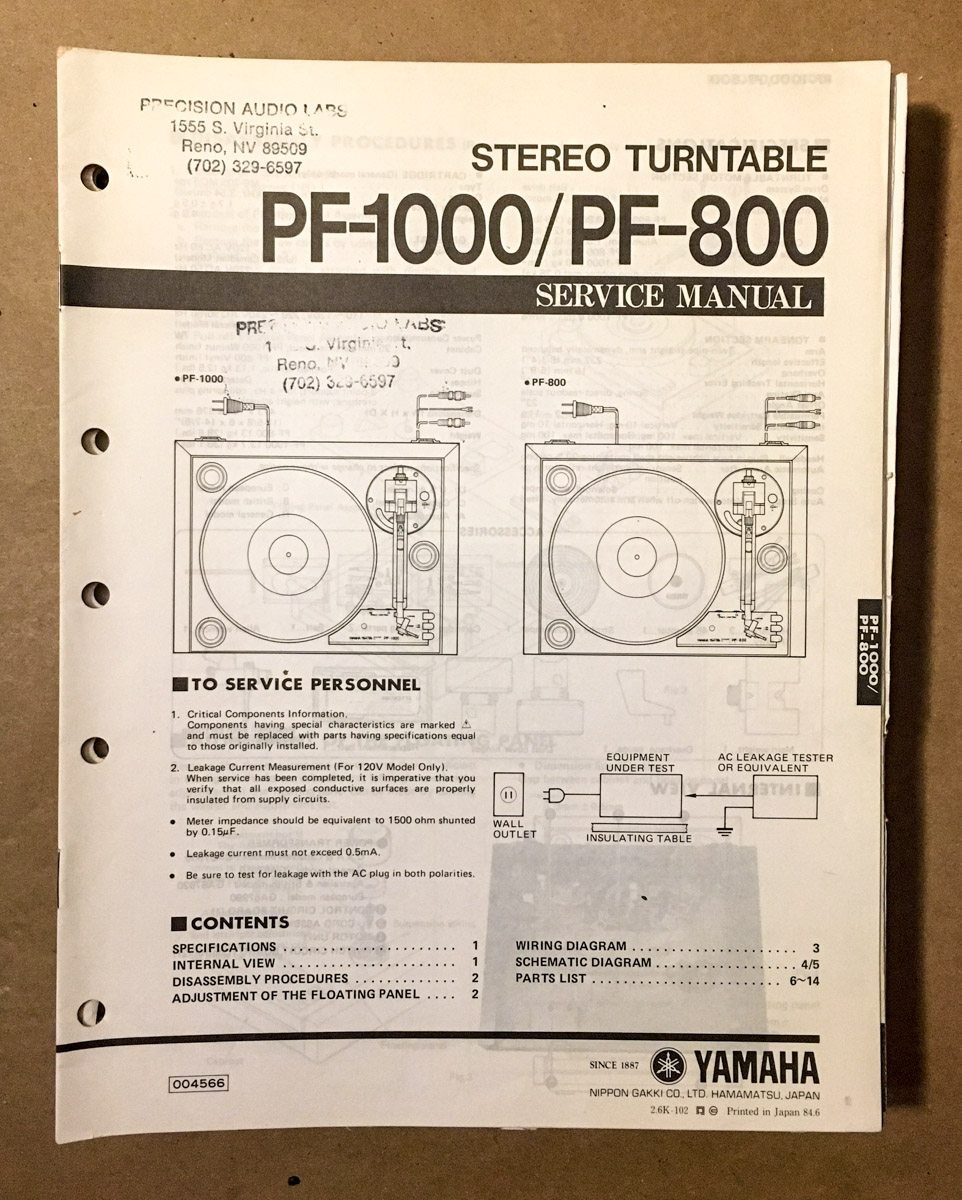 PRECISION AUDIO LABS
1555 S. Virginia St.
Reno, NV 89509
(702) 329-6597
STEREO TURNTABLE
PF-1000/PF-800
SERVICE MANUAL
Reno,
(702) 329-6597
● PF-1000
● PF-800
PF-1000/
PF-800
■ TO SERVICE PERSONNEL
1. Critical Components Information.
Components having special characteristics are marked ⚠
and must be replaced with parts having specifications equal
to those originally installed.
2. Leakage Current Measurement (For 120V Model Only).
When service has been completed, it is imperative that you
verify that all exposed conductive surfaces are properly
insulated from supply circuits.
● Meter impedance should be equivalent to 1500 ohm shunted
by 0.15µF.
● Leakage current must not exceed 0.5mA.
● Be sure to test for leakage with the AC plug in both polarities.
EQUIPMENT
UNDER TEST
AC LEAKAGE TESTER
OR EQUIVALENT
WALL
OUTLET
INSULATING TABLE
■ CONTENTS
SPECIFICATIONS ...................... 1
INTERNAL VIEW ...................... 1
DISASSEMBLY PROCEDURES ............ 2
ADJUSTMENT OF THE FLOATING PANEL .... 2
WIRING DIAGRAM ...................... 3
SCHEMATIC DIAGRAM .................. 4/5
PARTS LIST ........................ 6~14
004566
SINCE 1887 YAMAHA
NIPPON GAKKI CO., LTD. HAMAMATSU, JAPAN
2.6K-102 Printed in Japan 84.6